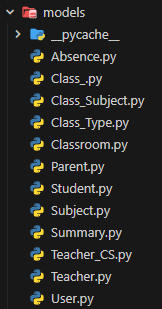 models
__pycache__
Absence.py
Class_.py
Class_Subject.py
Class_Type.py
Classroom.py
Parent.py
Student.py
Subject.py
Summary.py
Teacher_CS.py
Teacher.py
User.py